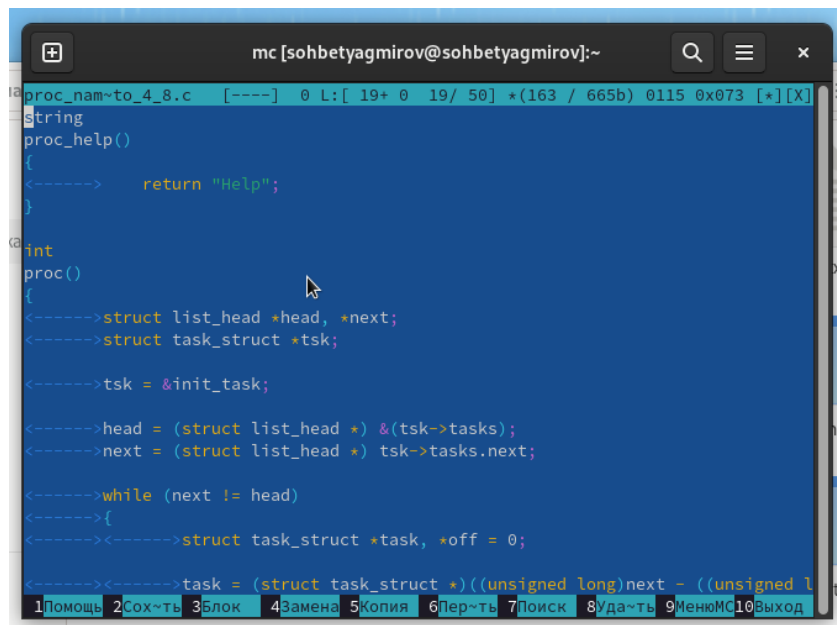 mc [sohbetyagmirov@sohbetyagmirov]:~
proc_nam~to_4_8.c [----] 0 L:[ 19+ 0 19/ 50] *(163 / 665b) 0115 0x073 [*][X]
string
proc_help()
{
<------> return "Help";
}
int
proc()
{
<------>struct list_head *head, *next;
<------>struct task_struct *tsk;
<------>tsk = &init_task;
<------>head = (struct list_head *) &(tsk->tasks);
<------>next = (struct list_head *) tsk->tasks.next;
<------>while (next != head)
<------>{
<------><------>struct task_struct *task, *off = 0;
<------><------>task = (struct task_struct *)((unsigned long)next - ((unsigned l
1Помощь 2Сох~ть 3Блок 4Замена 5Копия 6Пер~ть 7Поиск 8Уда~ть 9МенюMC10Выход